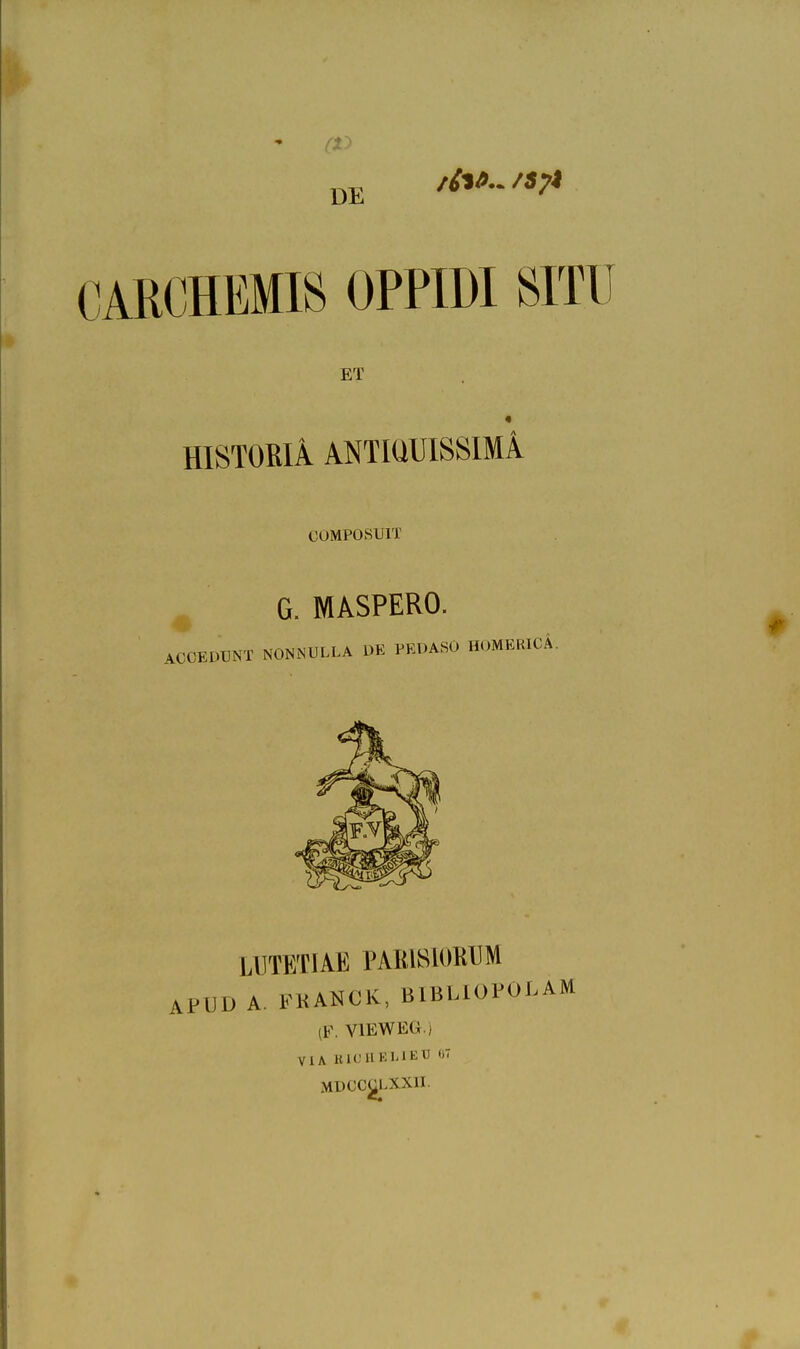 (1)
DE
CARCHEMIS OPPIDI SITU
ET
HISTORIÂ ANTIQUISSIMÂ
COMPOSUIT
G. MASPERO.
ACCEDUNT NONNULLA DE PEDASO HOMERICÂ.
F.V
LUTETIAE PARISIORUM
APUD A. FRANCK, BIBLIOPOLAM
(F. VIEWEG.)
VIA RICHELIEU 67
MDCCCLXXII.